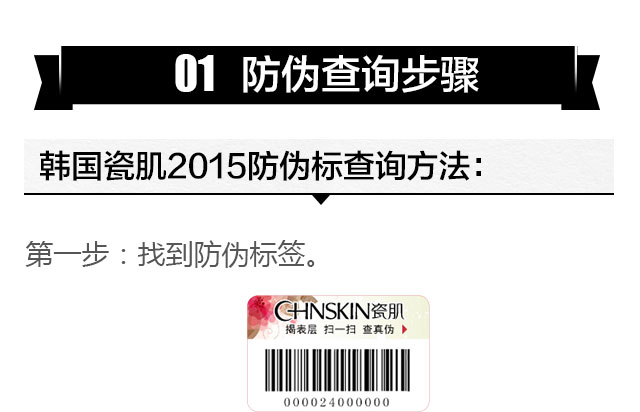 01 防伪查询步骤
韩国瓷肌2015防伪标查询方法：
第一步：找到防伪标签。
CHNSKIN瓷肌
揭表层 扫一扫 查真伪
000024000000